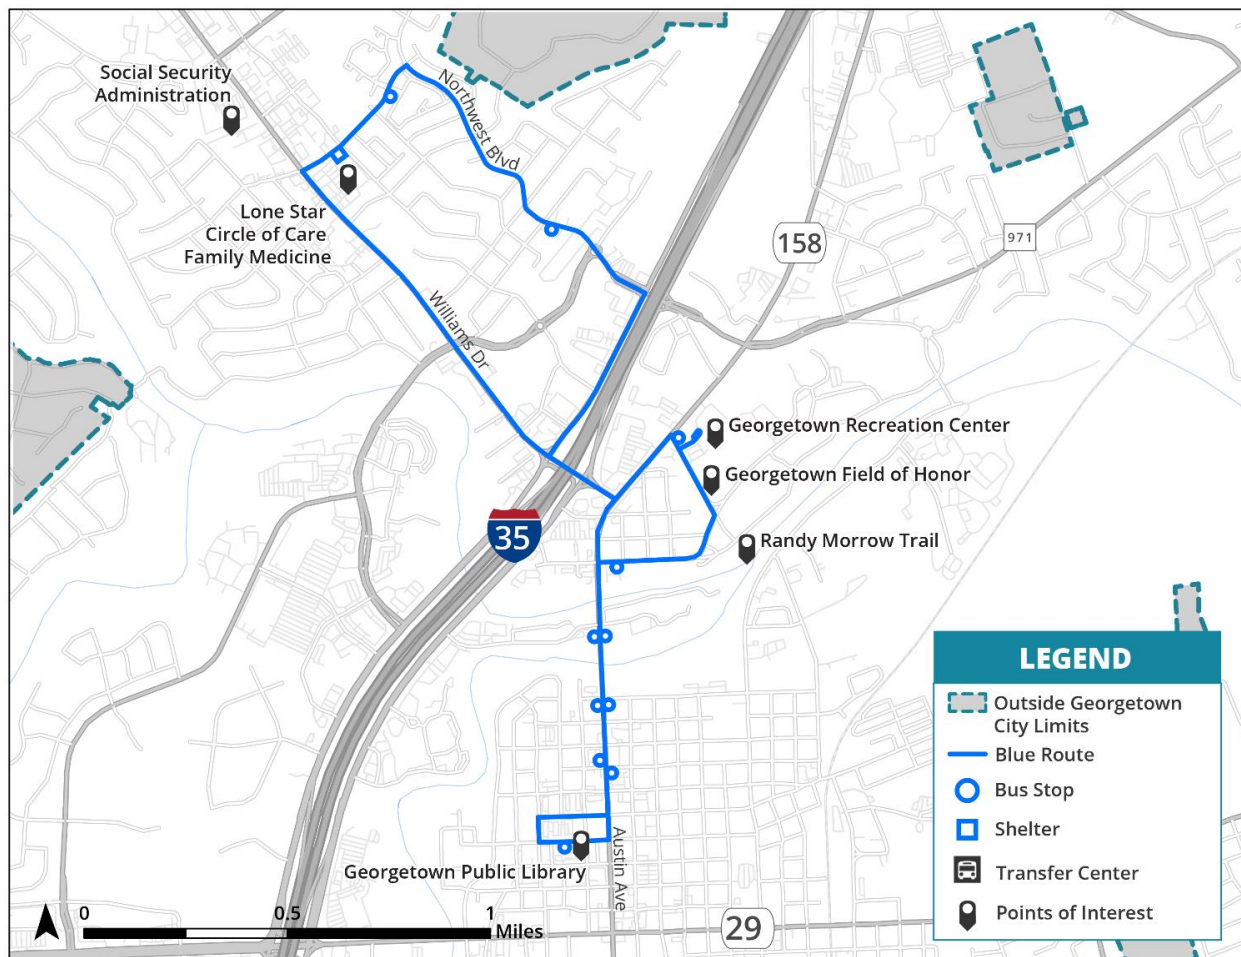 Social Security
Administration
Northwest Blvd
Lone Star
Circle of Care
Family Medicine
158
971
Williams Dr
Georgetown Recreation Center
Georgetown Field of Honor
35
Randy Morrow Trail
LEGEND
Outside Georgetown
City Limits
Blue Route
Bus Stop
Shelter
Transfer Center
Points of Interest
Austin Ave
Georgetown Public Library
0 0.5 1
Miles
29